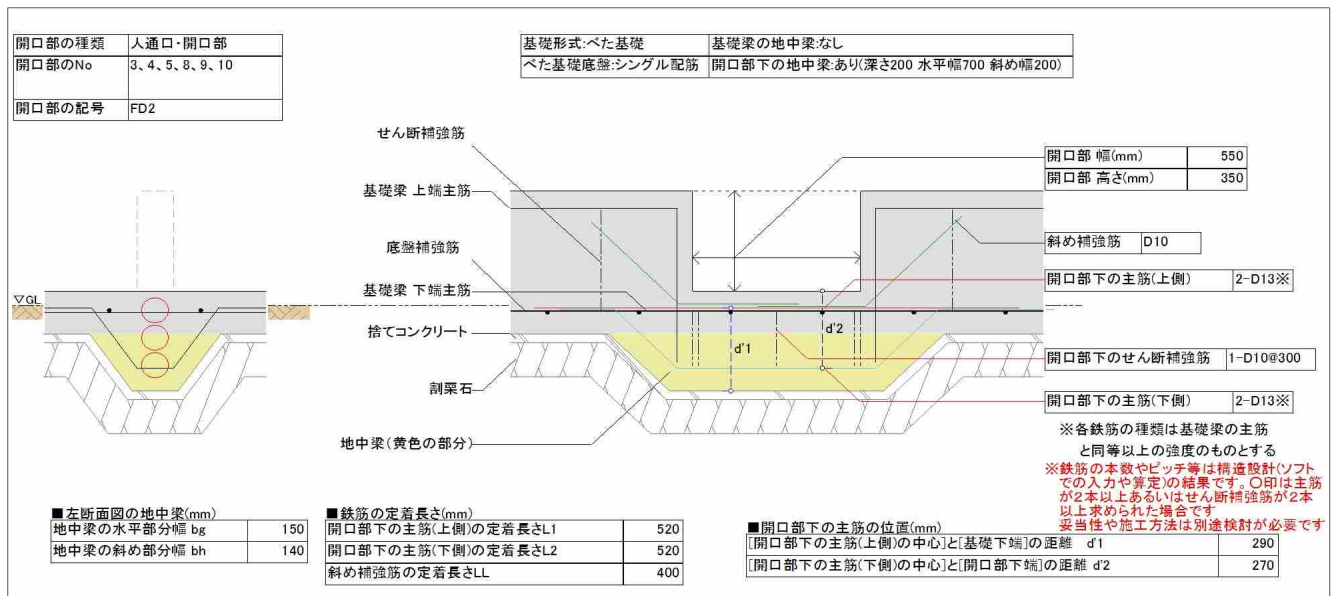 開口部の種類 人通口・開口部
開口部のNo 3、4、5、8、9、10
開口部の記号 FD2
基礎形式:べた基礎 基礎梁の地中梁:なし
べた基礎底盤:シングル配筋 開口部下の地中梁:あり(深さ200 水平幅700 斜め幅200)
せん断補強筋
基礎梁 上端主筋
底盤補強筋
基礎梁 下端主筋
捨てコンクリート
割栗石
地中梁(黄色の部分)
▽GL
d'1
d'2
開口部 幅(mm) 550
開口部 高さ(mm) 350
斜め補強筋 D10
開口部下の主筋(上側) 2-D13※
開口部下のせん断補強筋 1-D10@300
開口部下の主筋(下側) 2-D13※
※各鉄筋の種類は基礎梁の主筋
と同等以上の強度のものとする
※鉄筋の本数やピッチ等は構造設計(ソフト
での入力や算定)の結果です。〇印は主筋
が2本以上あるいはせん断補強筋が2本
以上求められた場合です
妥当性や施工方法は別途検討が必要です
■左断面図の地中梁(mm)
地中梁の水平部分幅 bg 150
地中梁の斜め部分幅 bh 140
■鉄筋の定着長さ(mm)
開口部下の主筋(上側)の定着長さL1 520
開口部下の主筋(下側)の定着長さL2 520
斜め補強筋の定着長さLL 400
■開口部下の主筋の位置(mm)
[開口部下の主筋(上側)の中心]と[基礎下端]の距離 d'1 290
[開口部下の主筋(下側)の中心]と[開口部下端]の距離 d'2 270